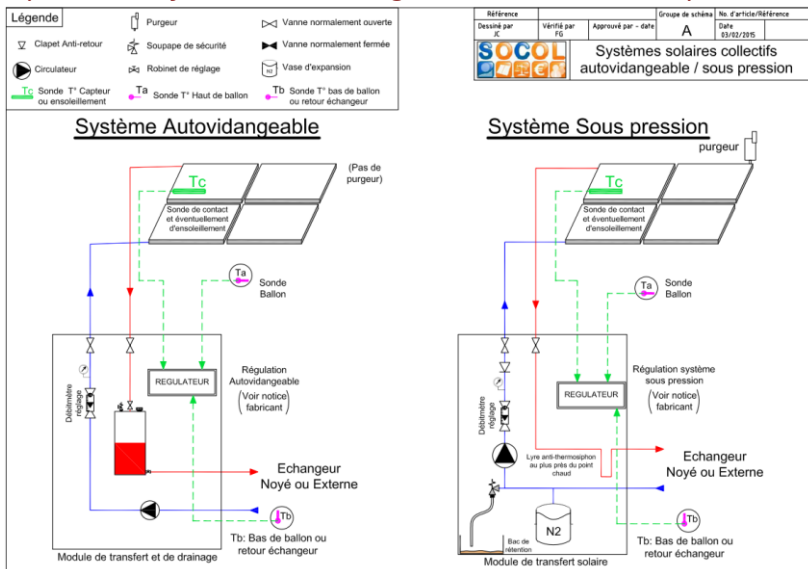 Légende
Purgeur
Vanne normalement ouverte
Clapet Anti-retour
Soupape de sécurité
Vanne normalement fermée
Circulateur
Robinet de réglage
N2
Vase d'expansion
Tc Sonde T° Capteur
ou ensoleillement
Ta
Sonde T° Haut de ballon
Tb Sonde T° bas de ballon
ou retour échangeur
Référence
Groupe de schéma
No. d'article/Référence
Dessiné par
JC
Vérifié par
FG
Approuvé par - date
A
Date
03/02/2015
SOCOL
Systèmes solaires collectifs
autovidangeable / sous pression
Système Autovidangeable
Tc
(Pas de
purgeur)
Sonde de contact
et éventuellement
d'ensoleillement
Ta
Sonde
Ballon
Débitmètre
réglage
REGULATEUR
Régulation
Autovidangeable
(Voir notice
fabricant)
Echangeur
Noyé ou Externe
Tb
Tb: Bas de ballon ou
retour échangeur
Module de transfert et de drainage
Système Sous pression
purgeur
Tc
Sonde de contact
et éventuellement
d'ensoleillement
Ta
Sonde
Ballon
Débitmètre
réglage
REGULATEUR
Régulation système
sous pression
(Voir notice
fabricant)
Lyre anti-thermosiphon
au plus près du point
chaud
Echangeur
Noyé ou Externe
N2
Bac de
rétention
Tb
Tb: Bas de ballon ou
retour échangeur
Module de transfert solaire